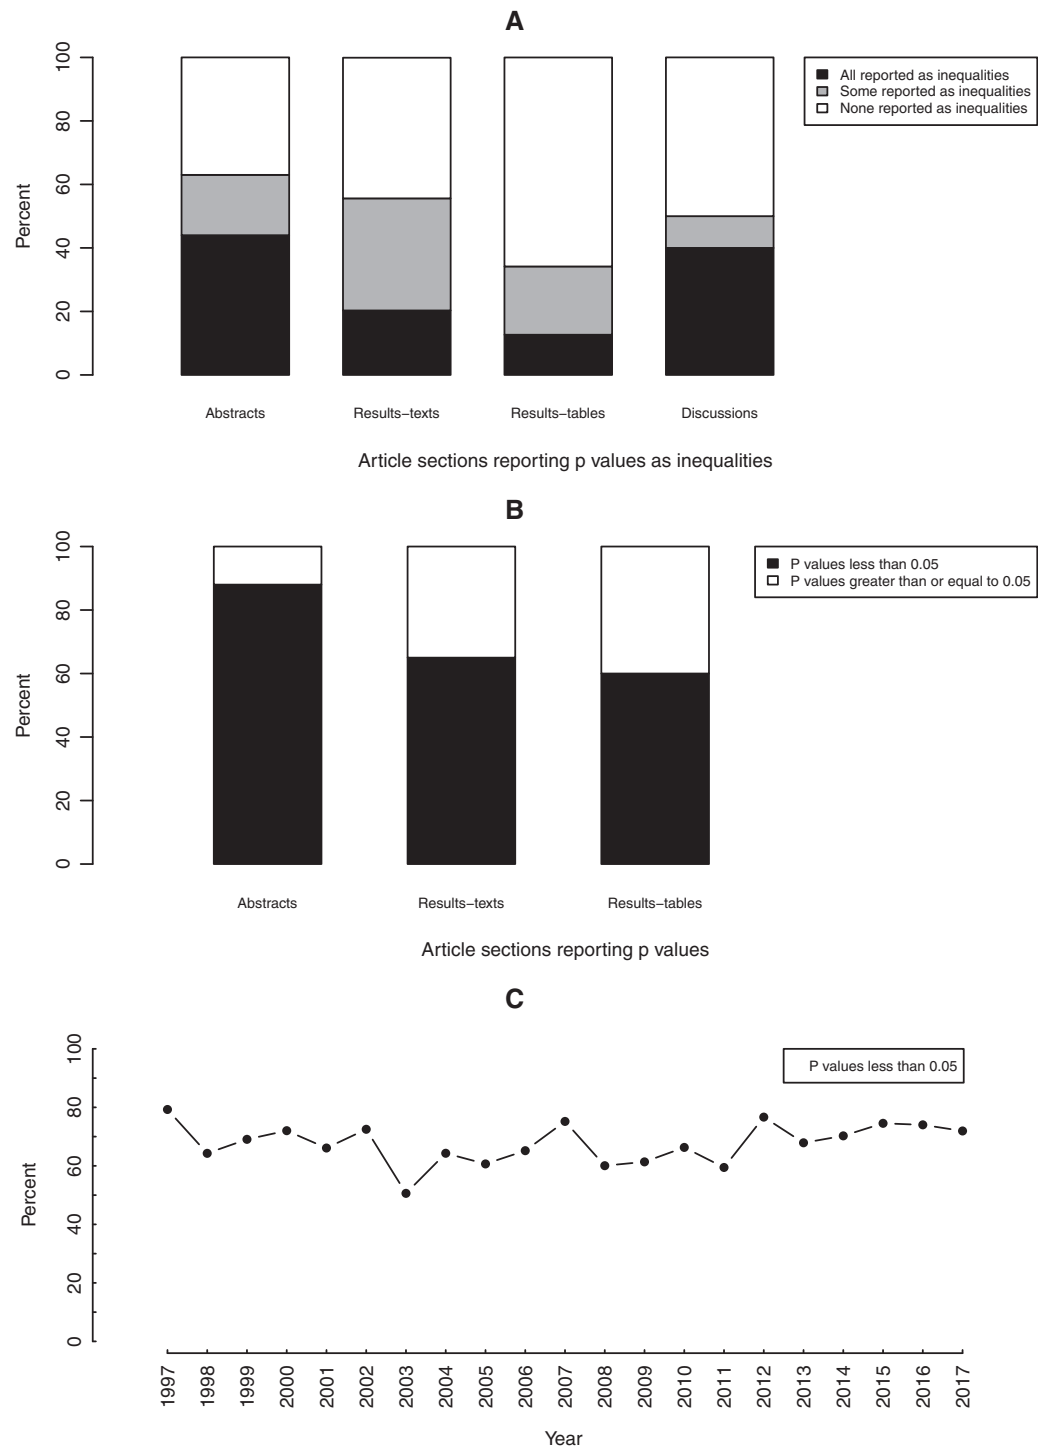 A
100
80
60
40
20
0
Percent
All reported as inequalities
Some reported as inequalities
None reported as inequalities
Abstracts Results−texts Results−tables Discussions
Article sections reporting p values as inequalities
B
100
80
60
40
20
0
Percent
P values less than 0.05
P values greater than or equal to 0.05
Abstracts Results−texts Results−tables
Article sections reporting p values
C
100
80
60
40
20
0
Percent
P values less than 0.05
1997 1998 1999 2000 2001 2002 2003 2004 2005 2006 2007 2008 2009 2010 2011 2012 2013 2014 2015 2016 2017
Year